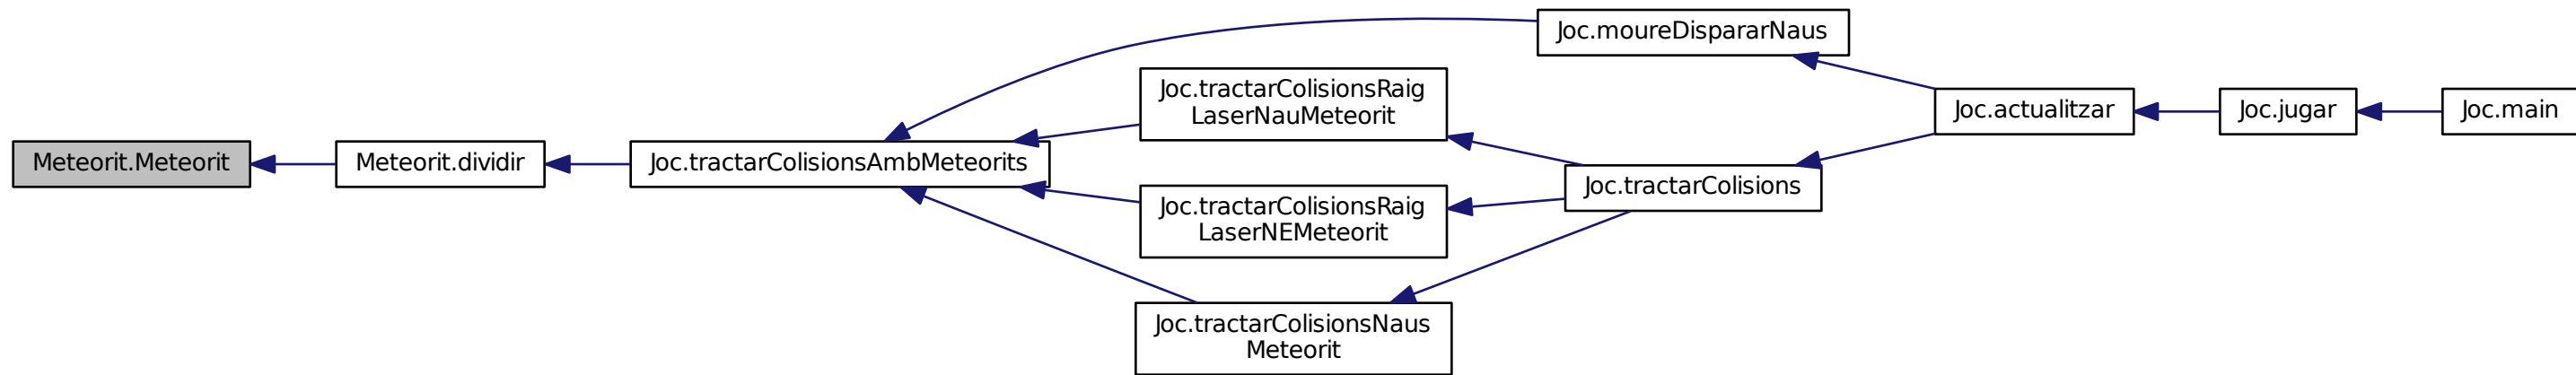 Meteorit.Meteorit
Meteorit.dividir
Joc.tractarColisionsAmbMeteorits
Joc.moureDispararNaus
Joc.tractarColisionsRaig
LaserNauMeteorit
Joc.tractarColisionsRaig
LaserNEMeteorit
Joc.tractarColisionsNaus
Meteorit
Joc.tractarColisions
Joc.actualitzar
Joc.jugar
Joc.main